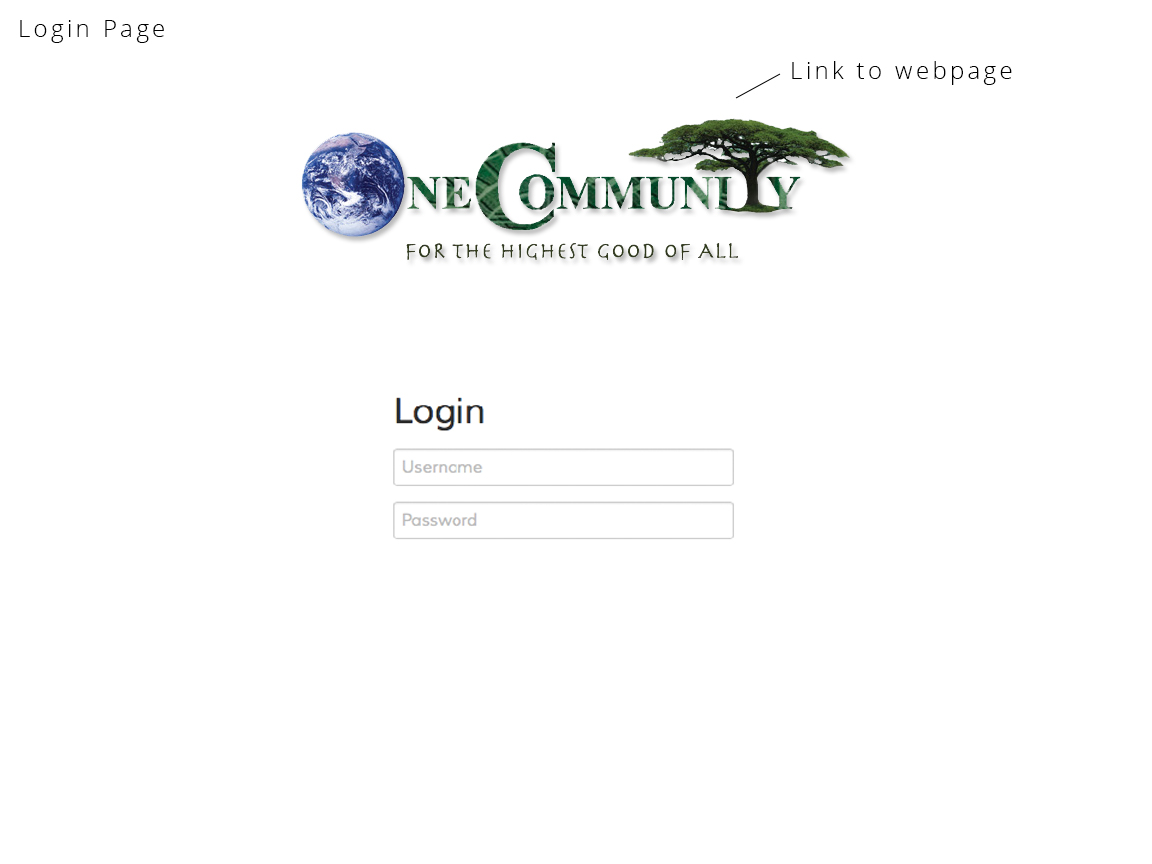 Login Page
Link to webpage
ONE COMMUNITY
FOR THE HIGHEST GOOD OF ALL
Login
Username
Password